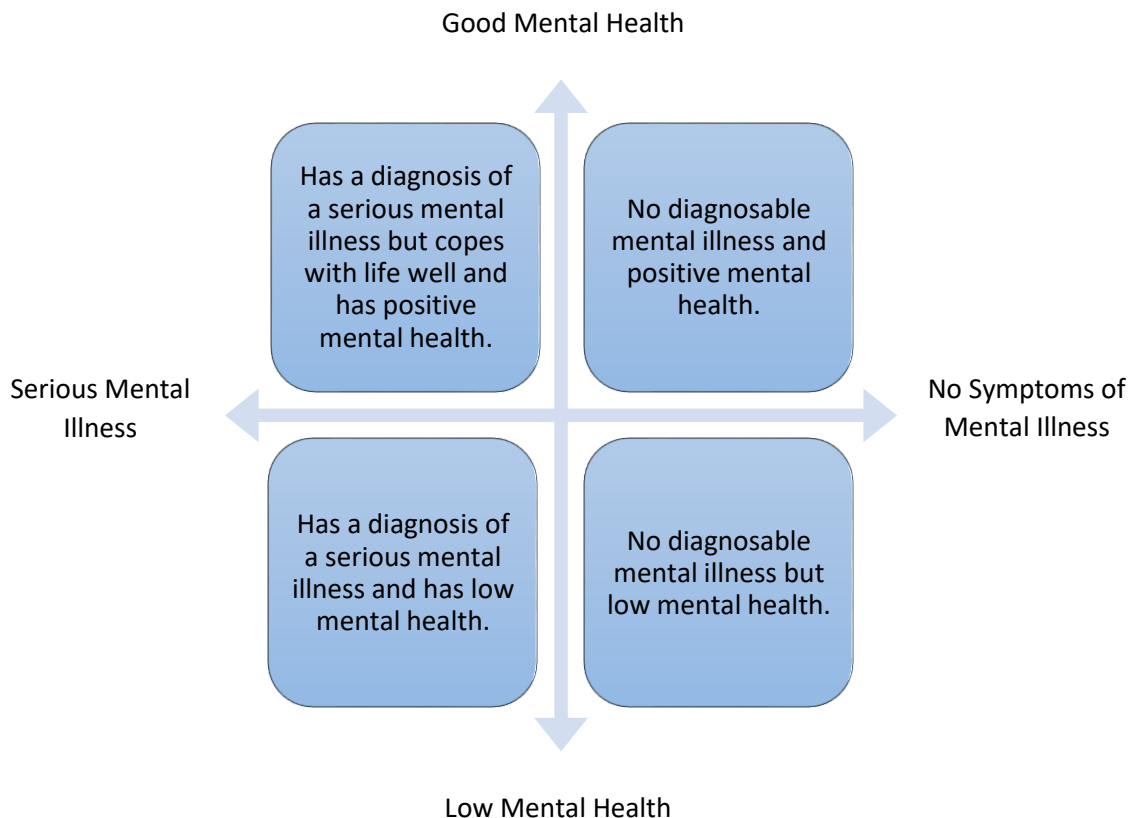 Good Mental Health
Has a diagnosis of
a serious mental
illness but copes
with life well and
has positive
mental health.
No diagnosable
mental illness and
positive mental
health.
Serious Mental
Illness
No Symptoms of
Mental Illness
Has a diagnosis of
a serious mental
illness and has low
mental health.
No diagnosable
mental illness but
low mental health.
Low Mental Health